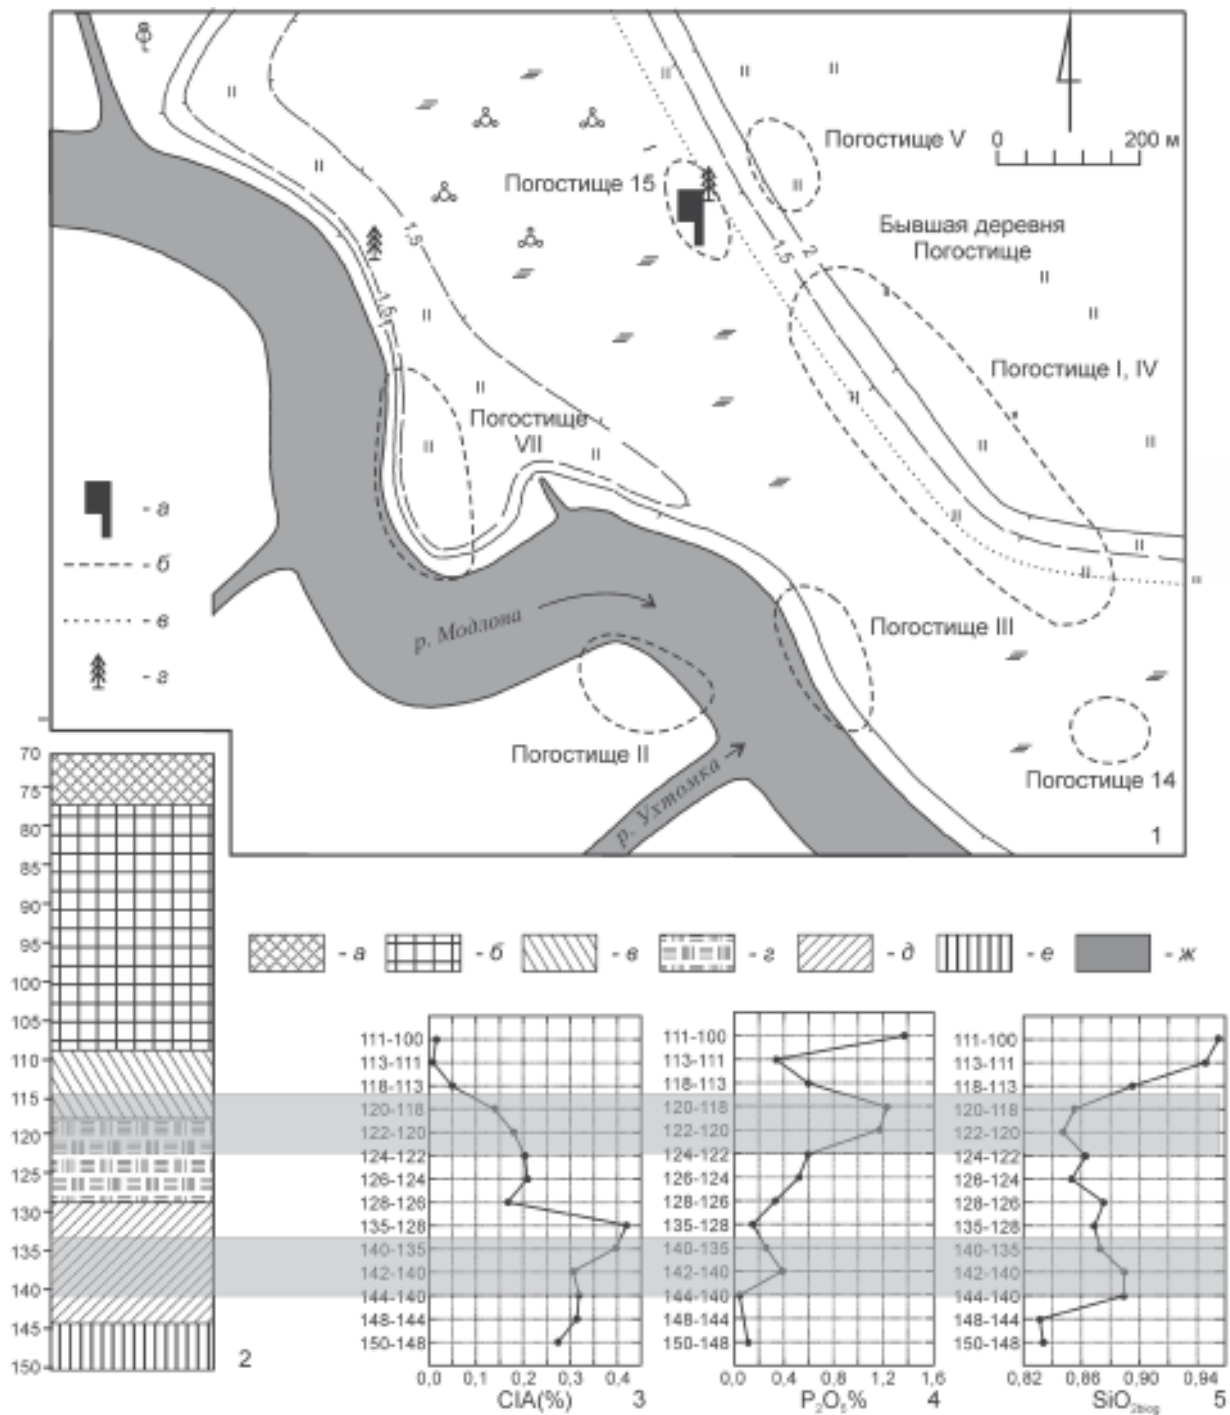 Погостище V
0 200 м
Погостище 15
1,5
2
1,5
1,5
Бывшая деревня
Погостище
Погостище I, IV
Погостище
VII
- а
- б
- в
- г
р. Модлона
Погостище III
Погостище II
р. Ухтомка
Погостище 14
1
70
75
80
85
90
95
100
105
110
115
120
125
130
135
140
145
150
2
- а - б - в - г - д - е - ж
111-100
113-111
118-113
120-118
122-120
124-122
126-124
128-126
135-128
140-135
142-140
144-140
148-144
150-148
0,0 0,1 0,2 0,3 0,4
CIA(%) 3
111-100
113-111
118-113
120-118
122-120
124-122
126-124
128-126
135-128
140-135
142-140
144-140
148-144
150-148
0,0 0,4 0,8 1,2 1,6
P₂O₅% 4
111-100
113-111
118-113
120-118
122-120
124-122
126-124
128-126
135-128
140-135
142-140
144-140
148-144
150-148
0,82 0,86 0,90 0,94
SiO₂biog 5